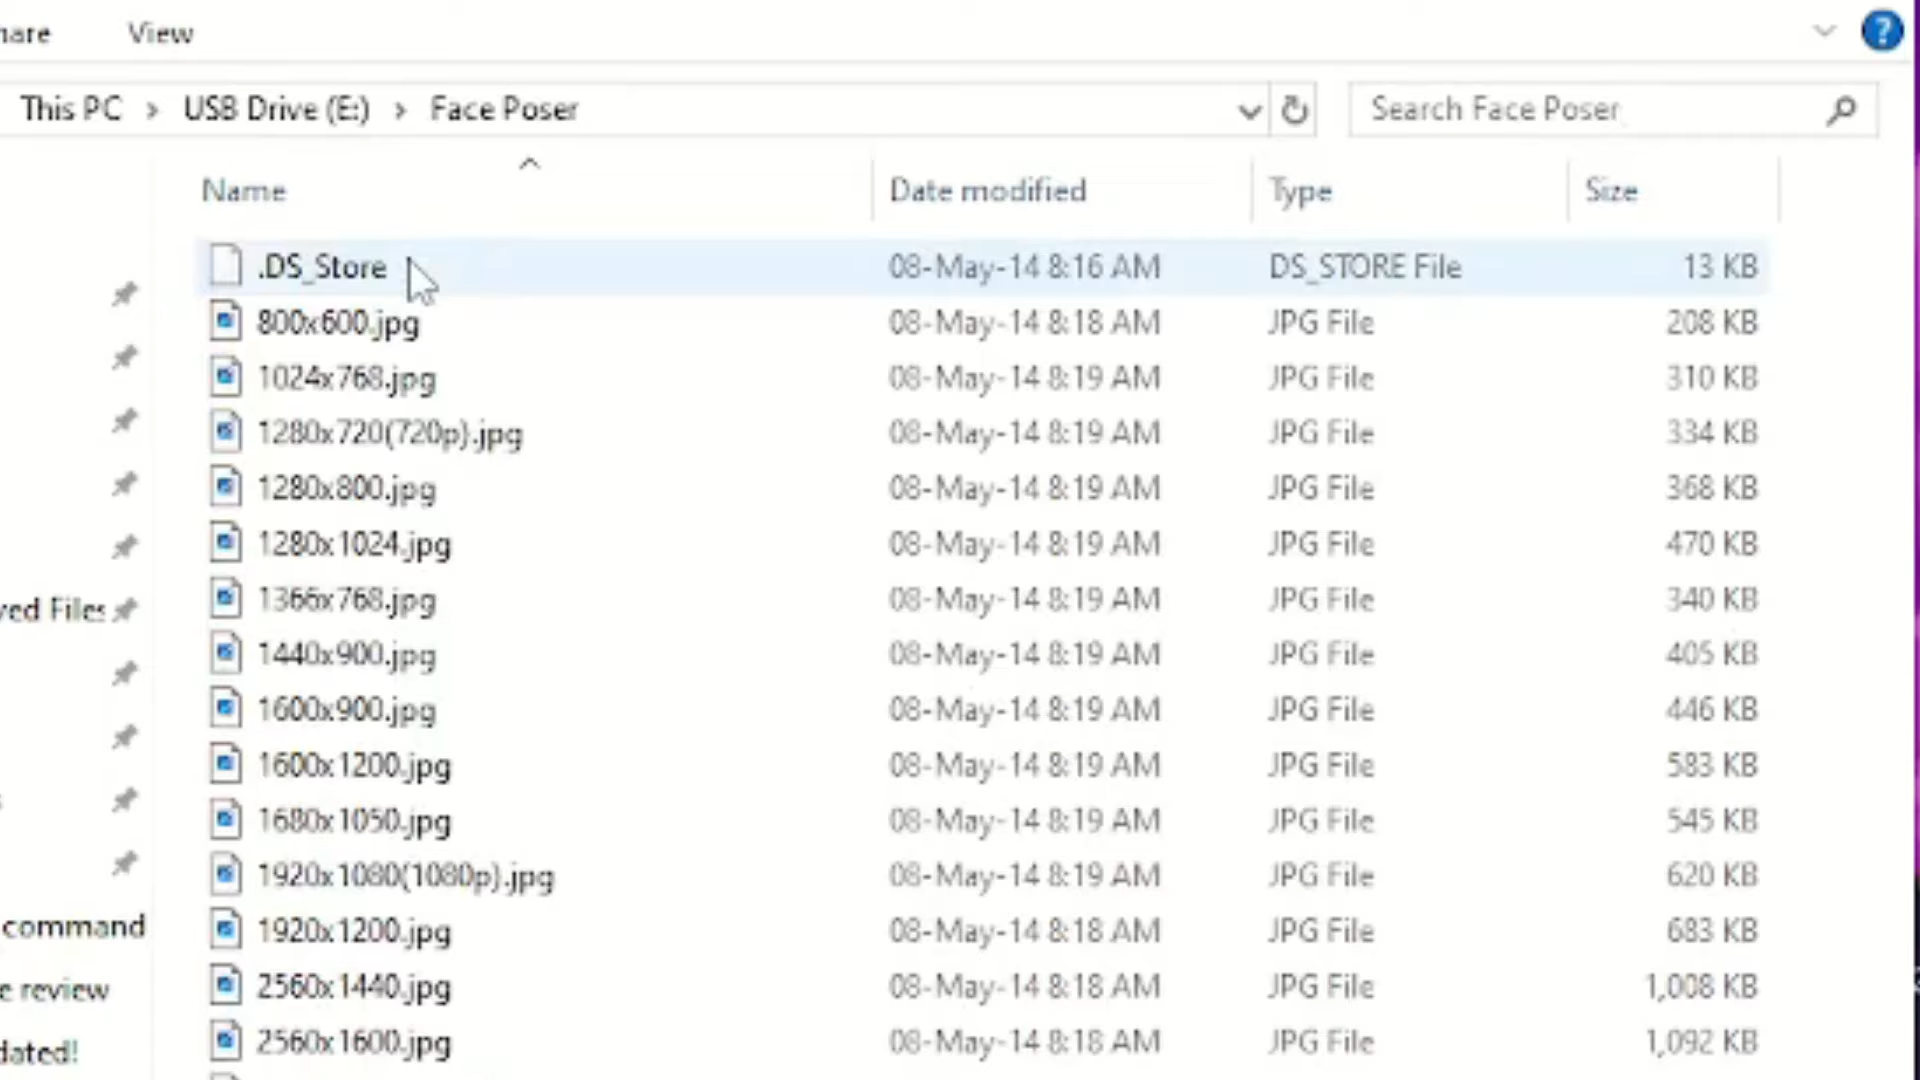 hare View
This PC > USB Drive (E:) > Face Poser Search Face Poser
Name Date modified Type Size
.DS_Store 08-May-14 8:16 AM DS_STORE File 13 KB
800x600.jpg 08-May-14 8:18 AM JPG File 208 KB
1024x768.jpg 08-May-14 8:19 AM JPG File 310 KB
1280x720(720p).jpg 08-May-14 8:19 AM JPG File 334 KB
1280x800.jpg 08-May-14 8:19 AM JPG File 368 KB
1280x1024.jpg 08-May-14 8:19 AM JPG File 470 KB
1366x768.jpg 08-May-14 8:19 AM JPG File 340 KB
ved Files
1440x900.jpg 08-May-14 8:19 AM JPG File 405 KB
1600x900.jpg 08-May-14 8:19 AM JPG File 446 KB
1600x1200.jpg 08-May-14 8:19 AM JPG File 583 KB
1680x1050.jpg 08-May-14 8:19 AM JPG File 545 KB
1920x1080(1080p).jpg 08-May-14 8:19 AM JPG File 620 KB
command 1920x1200.jpg 08-May-14 8:18 AM JPG File 683 KB
e review 2560x1440.jpg 08-May-14 8:18 AM JPG File 1,008 KB
dated! 2560x1600.jpg 08-May-14 8:18 AM JPG File 1,092 KB